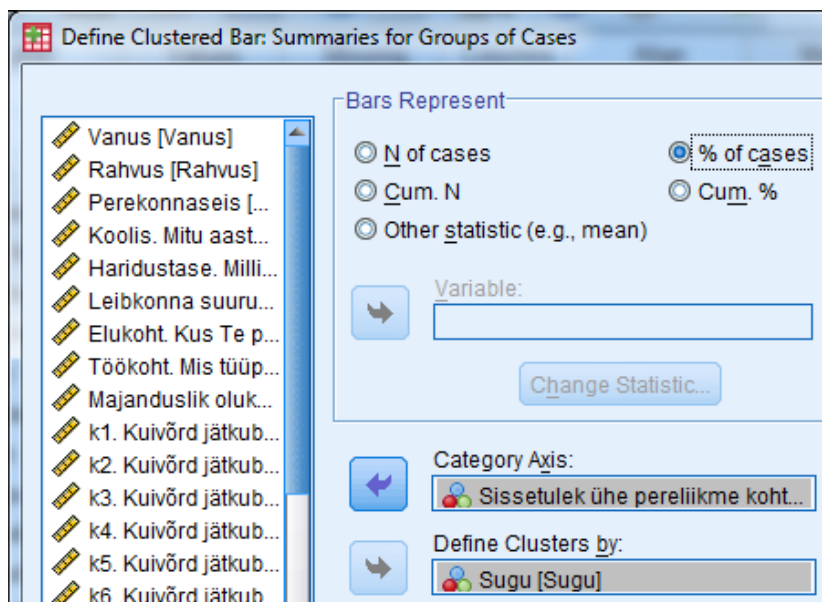 Define Clustered Bar: Summaries for Groups of Cases
Vanus [Vanus]
Rahvus [Rahvus]
Perekonnaseis [...
Koolis. Mitu aast...
Haridustase. Milli...
Leibkonna suuru...
Elukoht. Kus Te p...
Töökoht. Mis tüüp...
Majanduslik oluk...
k1. Kuivõrd jätkub...
k2. Kuivõrd jätkub...
k3. Kuivõrd jätkub...
k4. Kuivõrd jätkub...
k5. Kuivõrd jätkub...
k6. Kuivõrd jätkub
Bars Represent
N of cases
% of cases
Cum. N
Cum. %
Other statistic (e.g., mean)
Variable:
Change Statistic...
Category Axis:
Sissetulek ühe pereliikme koht...
Define Clusters by:
Sugu [Sugu]